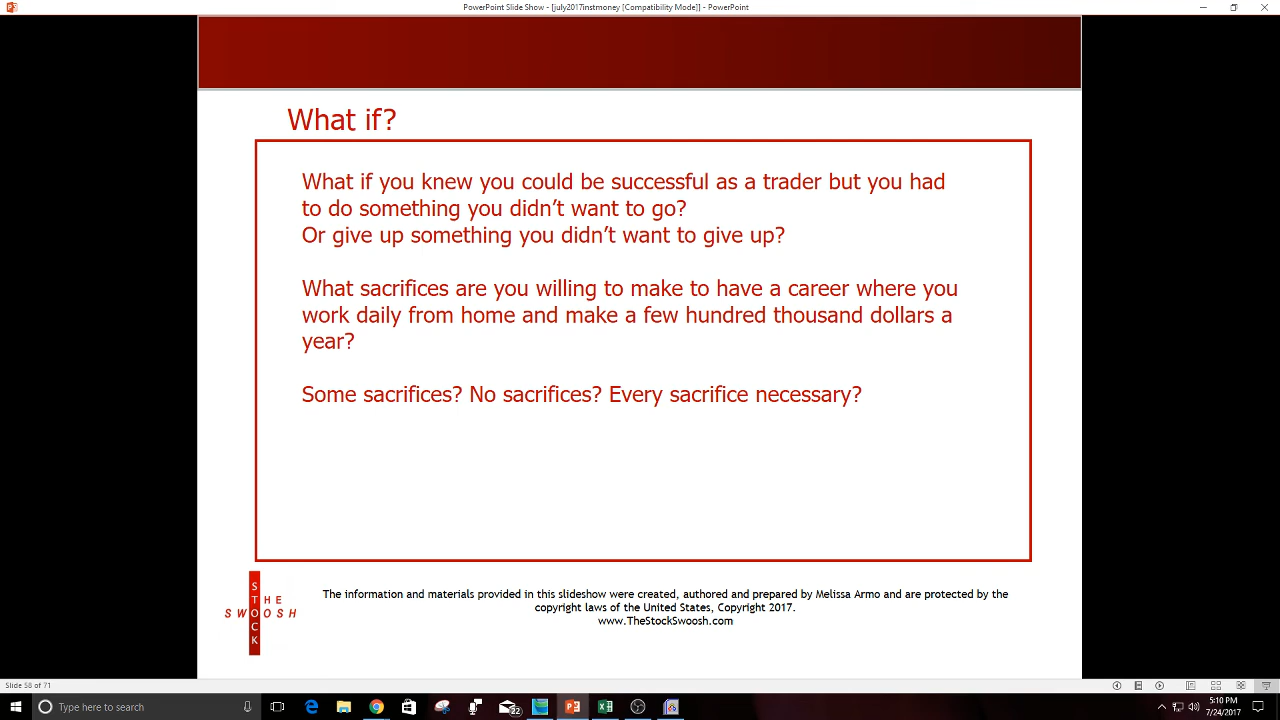 PowerPoint Slide Show - [july2017instmoney [Compatibility Mode]] - PowerPoint
What if?
What if you knew you could be successful as a trader but you had
to do something you didn't want to go?
Or give up something you didn't want to give up?
What sacrifices are you willing to make to have a career where you
work daily from home and make a few hundred thousand dollars a
year?
Some sacrifices? No sacrifices? Every sacrifice necessary?
THE
STOCK
SWOOSH
The information and materials provided in this slideshow were created, authored and prepared by Melissa Armo and are protected by the
copyright laws of the United States, Copyright 2017.
www.TheStockSwoosh.com
Slide 58 of 71
Type here to search
22
5:10 PM
7/24/2017